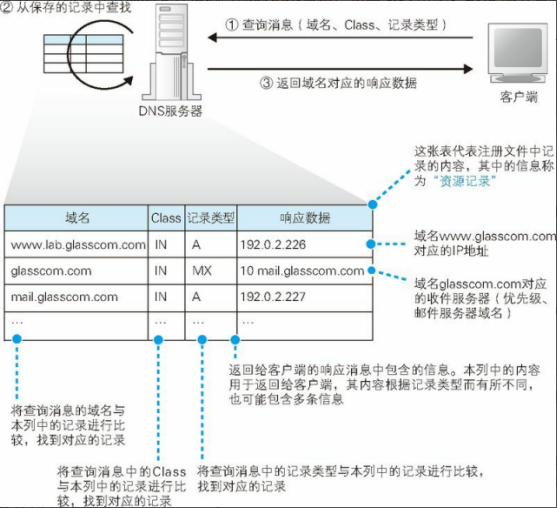 ② 从保存的记录中查找
① 查询消息（域名、Class、记录类型）
③ 返回域名对应的响应数据
DNS服务器
客户端
这张表代表注册文件中记
录的内容，其中的信息称
为“资源记录”
域名 Class 记录类型 响应数据
www.lab.glasscom.com IN A 192.0.2.226
glasscom.com IN MX 10 mail.glasscom.com
mail.glasscom.com IN A 192.0.2.227
… … … …
域名www.glasscom.com
对应的IP地址
域名glasscom.com对应
的收件服务器（优先级、
邮件服务器域名）
返回给客户端的响应消息中包含的信息。本列中的内容
用于返回给客户端，其内容根据记录类型而有所不同，
也可能包含多条信息
将查询消息的域名与
本列中的记录进行比
较，找到对应的记录
将查询消息中的Class
与本列中的记录进行比
较，找到对应的记录
将查询消息中的记录类型与本列中的记录进行比较，
找到对应的记录